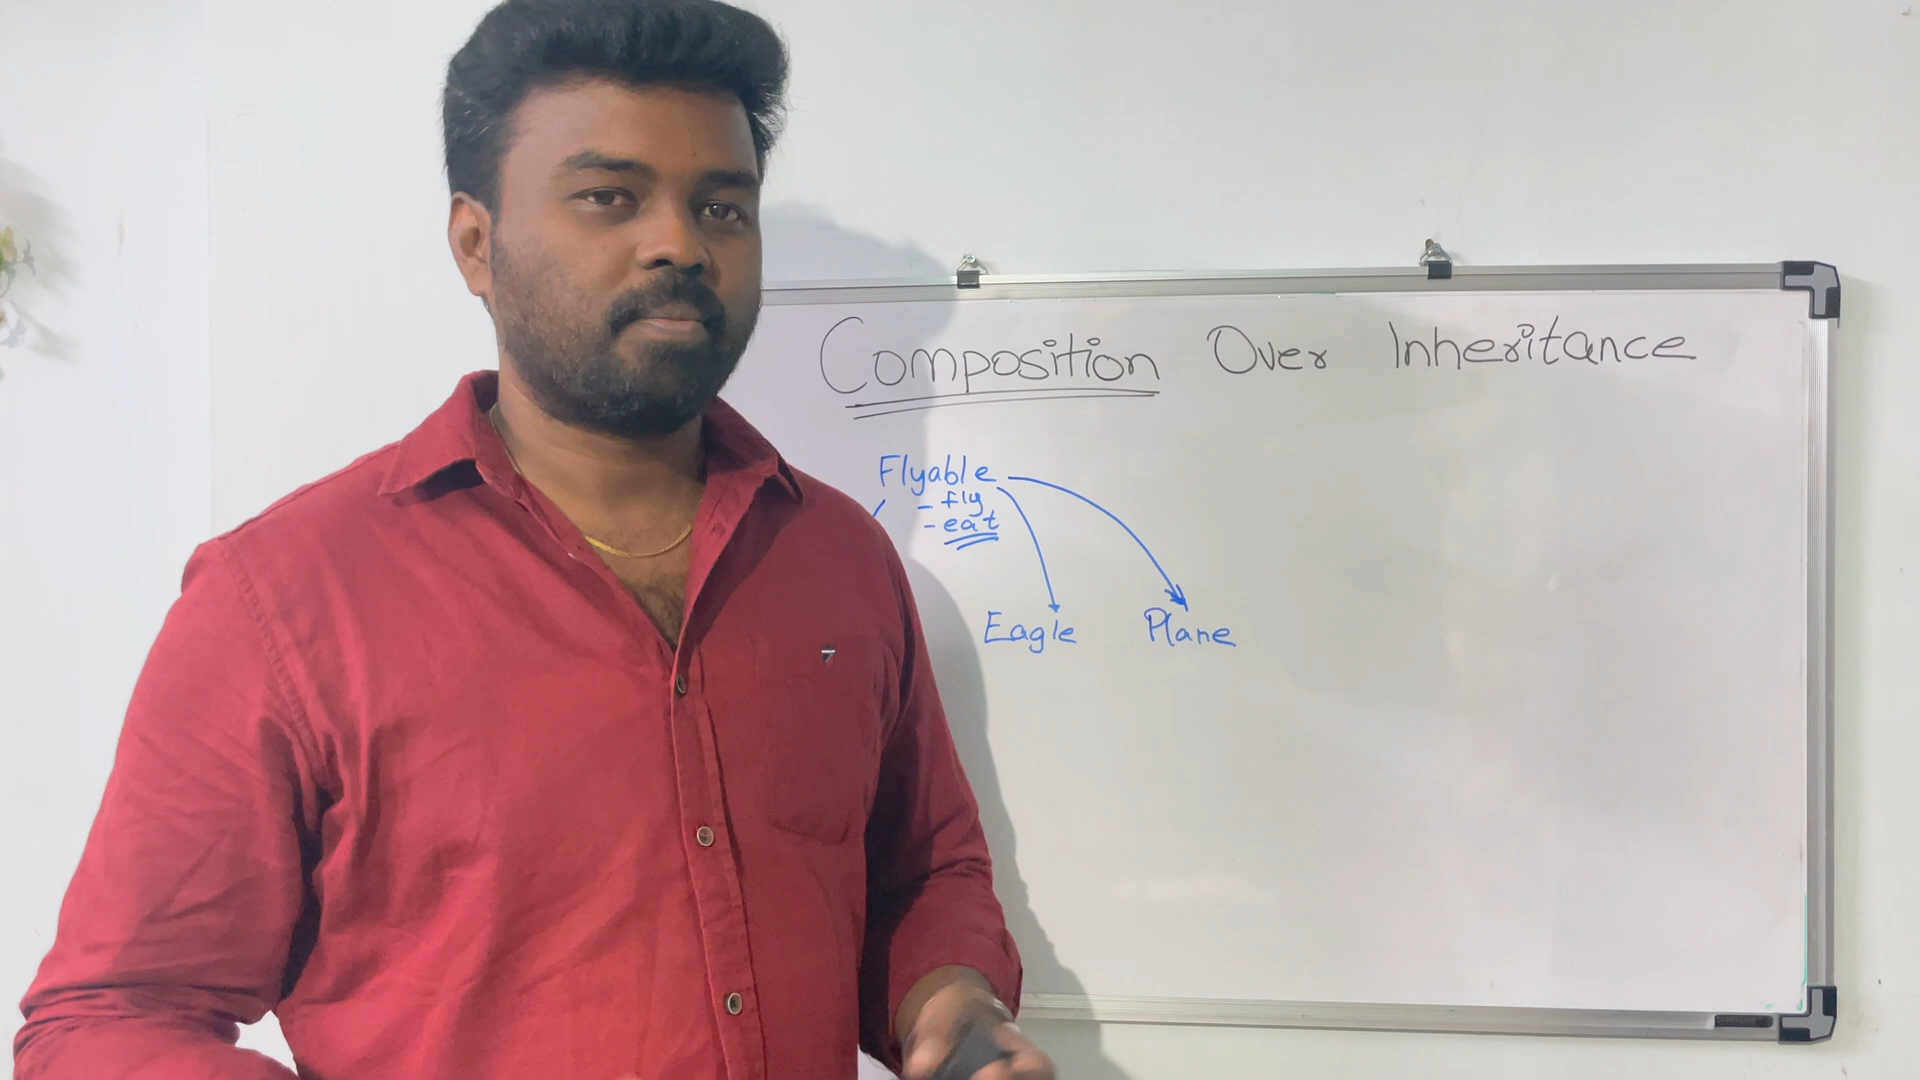 Composition Over Inheritance
Flyable
- fly
- eat
Eagle Plane